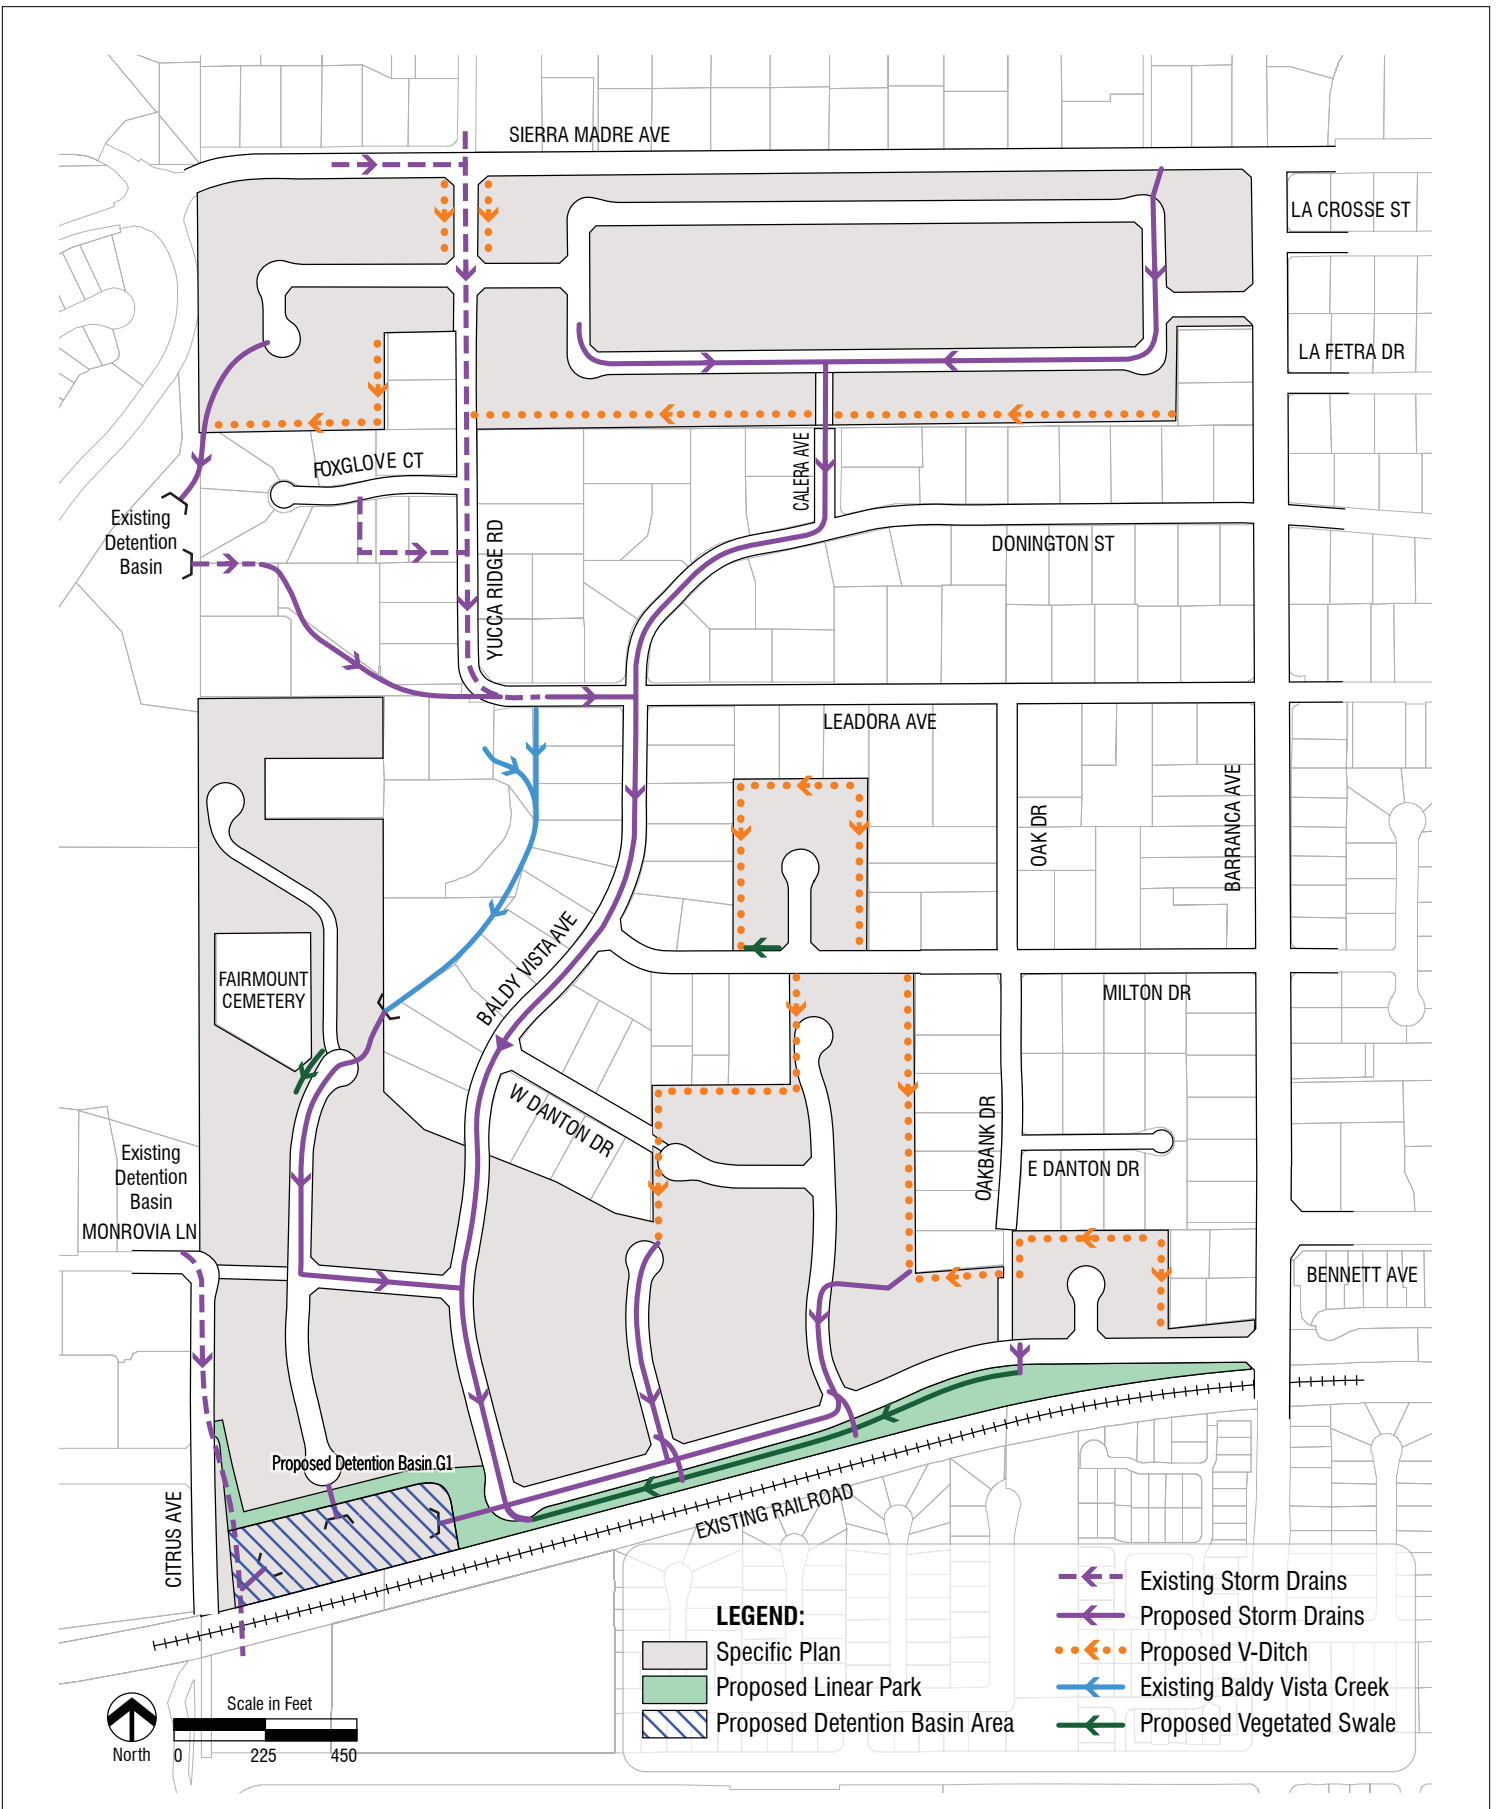 SIERRA MADRE AVE
LA CROSSE ST
LA FETRA DR
FOXGLOVE CT
CALERA AVE
Existing
Detention
Basin
YUCCA RIDGE RD
DONINGTON ST
LEADORA AVE
OAK DR
BARRANCA AVE
FAIRMOUNT
CEMETERY
BALDY VISTA AVE
MILTON DR
W DANTON DR
OAKBANK DR
E DANTON DR
Existing
Detention
Basin
MONROVIA LN
BENNETT AVE
Proposed Detention Basin G1
CITRUS AVE
EXISTING RAILROAD
LEGEND:
Specific Plan
Proposed Linear Park
Proposed Detention Basin Area
Existing Storm Drains
Proposed Storm Drains
Proposed V-Ditch
Existing Baldy Vista Creek
Proposed Vegetated Swale
North
Scale in Feet
0 225 450